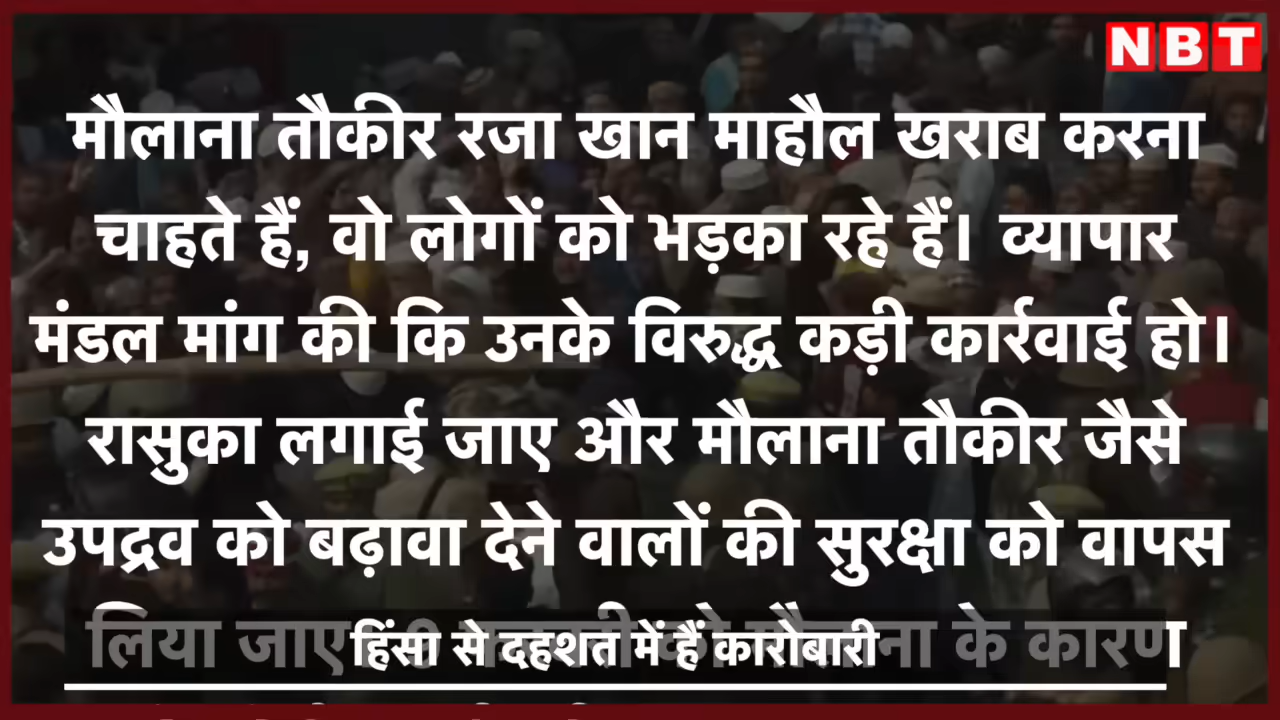 NBT
मौलाना तौकीर रजा खान माहौल खराब करना
चाहते हैं, वो लोगों को भड़का रहे हैं। व्यापार
मंडल मांग की कि उनके विरुद्ध कड़ी कार्रवाई हो।
रासुका लगाई जाए और मौलाना तौकीर जैसे
उपद्रव को बढ़ावा देने वालों की सुरक्षा को वापस
लिया जाए को मौलाना के कारण
हिंसा से दहशत में हैं कारोबारी